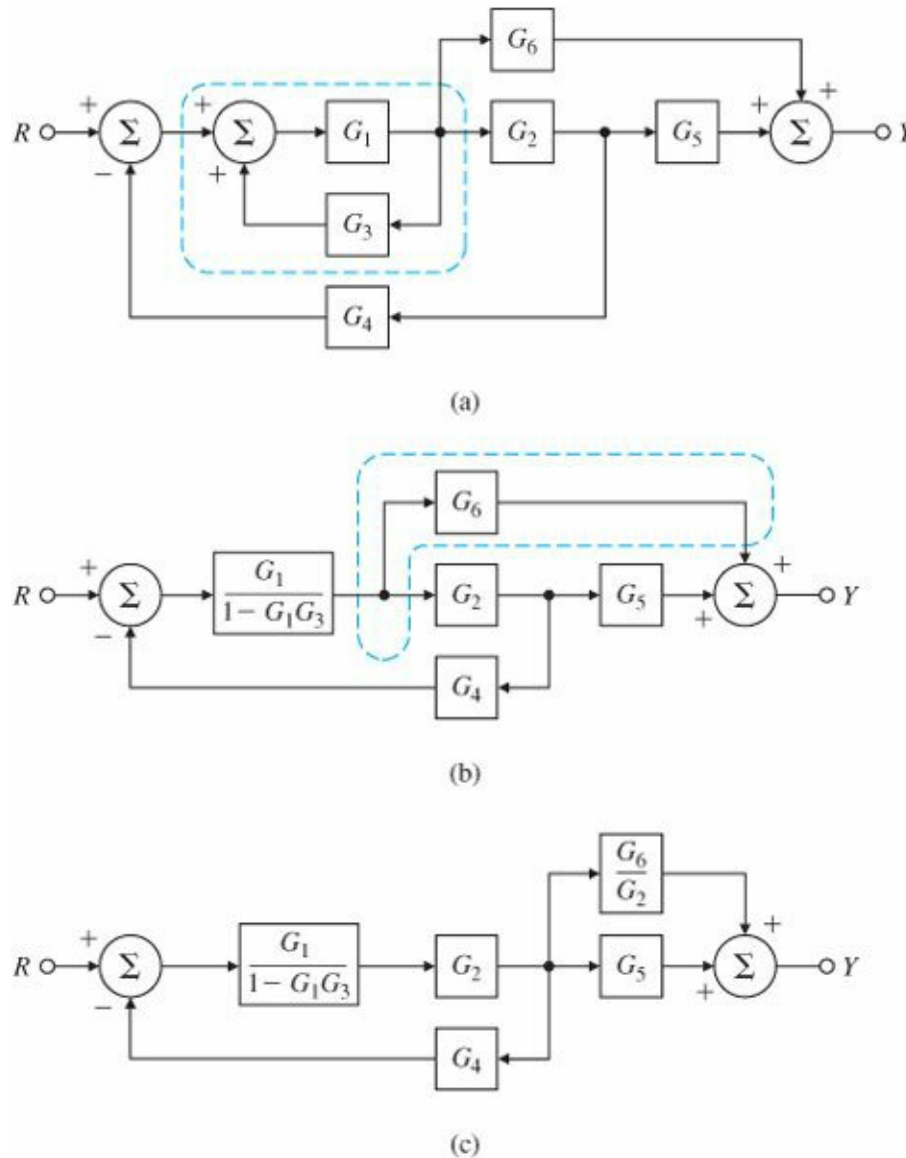 G6
+ + + +
R Σ Σ G1 G2 G5 Σ Y
− +
G3
G4
(a)
G6
+ +
R Σ G1 / 1 − G1G3 G2 G5 Σ Y
− +
G4
(b)
G6 / G2
+ +
R Σ G1 / 1 − G1G3 G2 G5 Σ Y
− +
G4
(c)